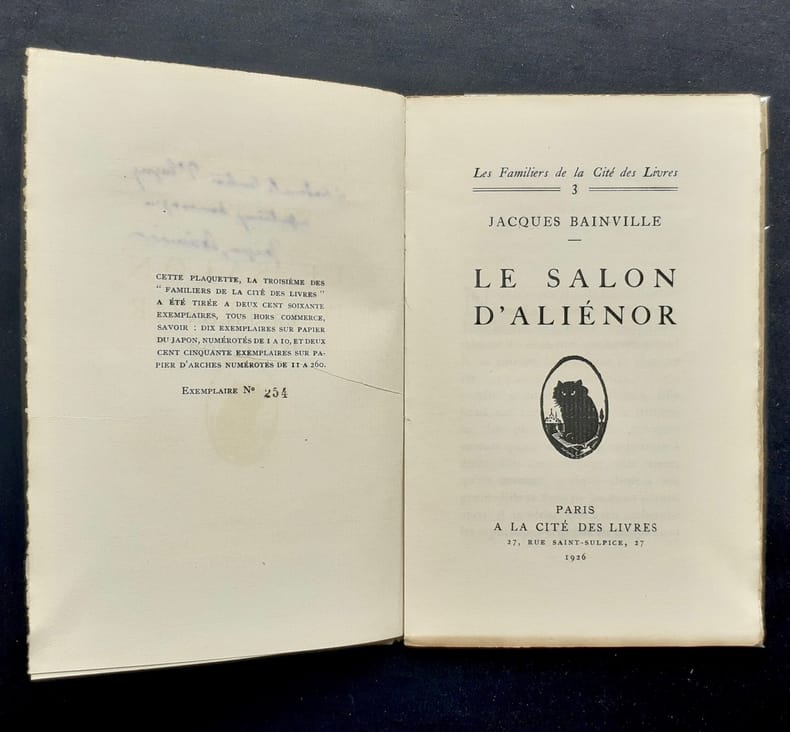 CETTE PLAQUETTE, LA TROISIÈME DES
" FAMILIERS DE LA CITÉ DES LIVRES "
A ÉTÉ TIRÉE A DEUX CENT SOIXANTE
EXEMPLAIRES, TOUS HORS COMMERCE,
SAVOIR : DIX EXEMPLAIRES SUR PAPIER
DU JAPON, NUMÉROTÉS DE I A 10, ET DEUX
CENT CINQUANTE EXEMPLAIRES SUR PA-
PIER D'ARCHES NUMÉROTÉS DE II A 260.
EXEMPLAIRE N° 254
Les Familiers de la Cité des Livres
3
JACQUES BAINVILLE
LE SALON
D'ALIÉNOR
PARIS
A LA CITÉ DES LIVRES
27, RUE SAINT-SULPICE, 27
1926